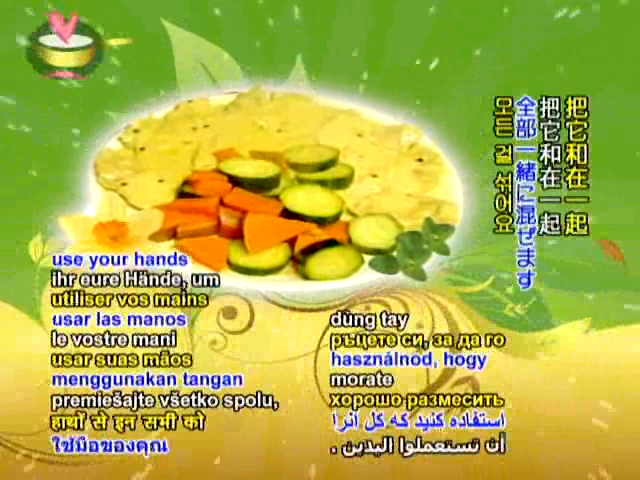 把它和在一起
把它和在一起
全部一緒に混ぜます
모든 걸 섞어요
use your hands
ihr eure Hände, um
utiliser vos mains
usar las manos
le vostre mani
usar suas mãos
menggunakan tangan
premiešajte všetko spolu,
हाथों से इन सभी को
ใช้มือของคุณ
dùng tay
ръцете си, за да го
használnod, hogy
morate
хорошо размесить
استفاده کنید که کل آنرا
أن تستعملوا اليدين .